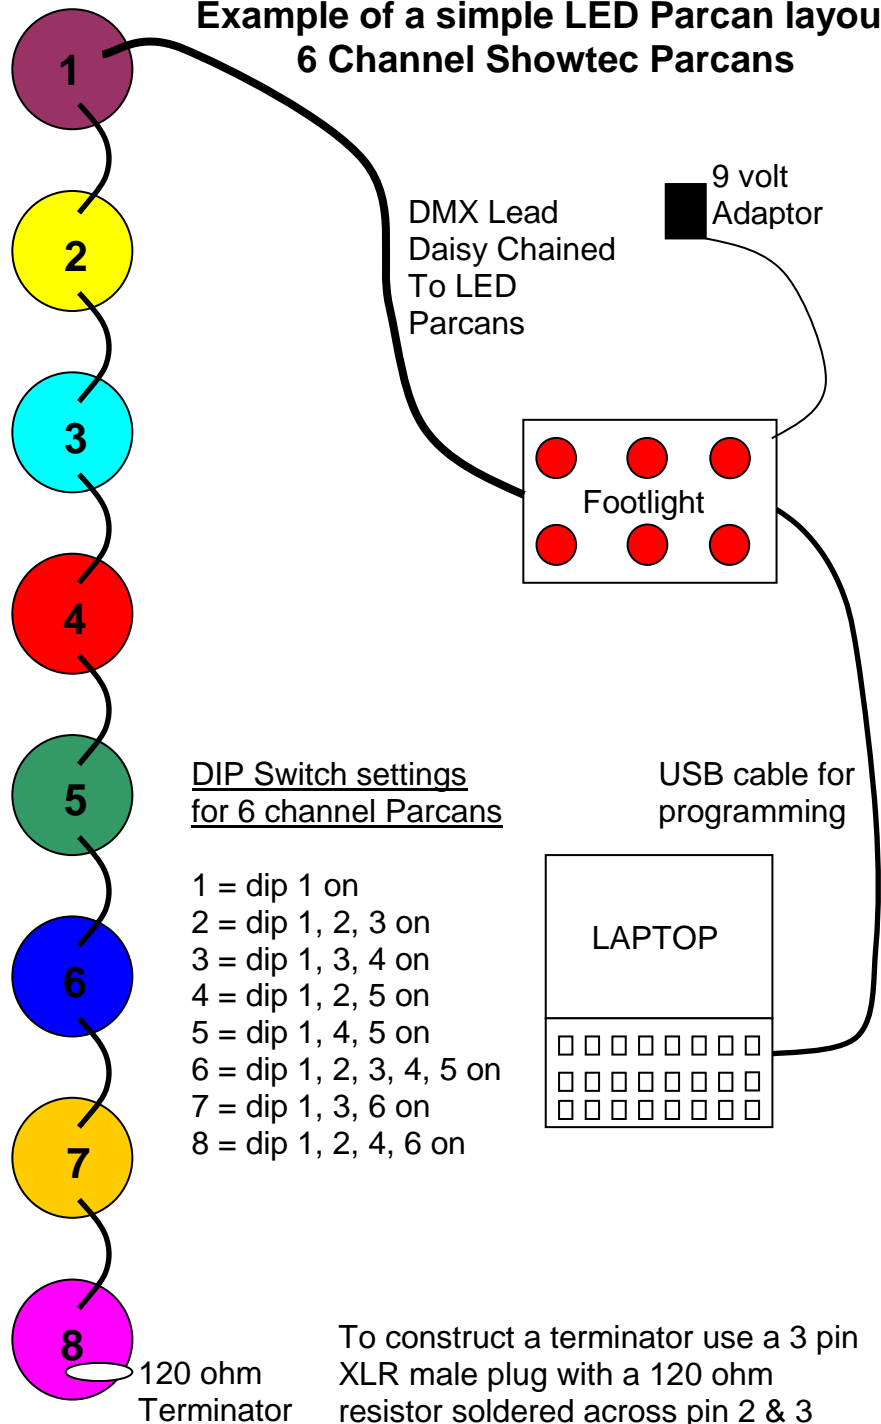 Example of a simple LED Parcan layou
6 Channel Showtec Parcans
1
2
3
4
5
6
7
8
9 volt
Adaptor
DMX Lead
Daisy Chained
To LED
Parcans
Footlight
DIP Switch settings
for 6 channel Parcans
1 = dip 1 on
2 = dip 1, 2, 3 on
3 = dip 1, 3, 4 on
4 = dip 1, 2, 5 on
5 = dip 1, 4, 5 on
6 = dip 1, 2, 3, 4, 5 on
7 = dip 1, 3, 6 on
8 = dip 1, 2, 4, 6 on
USB cable for
programming
LAPTOP
120 ohm
Terminator
To construct a terminator use a 3 pin
XLR male plug with a 120 ohm
resistor soldered across pin 2 & 3